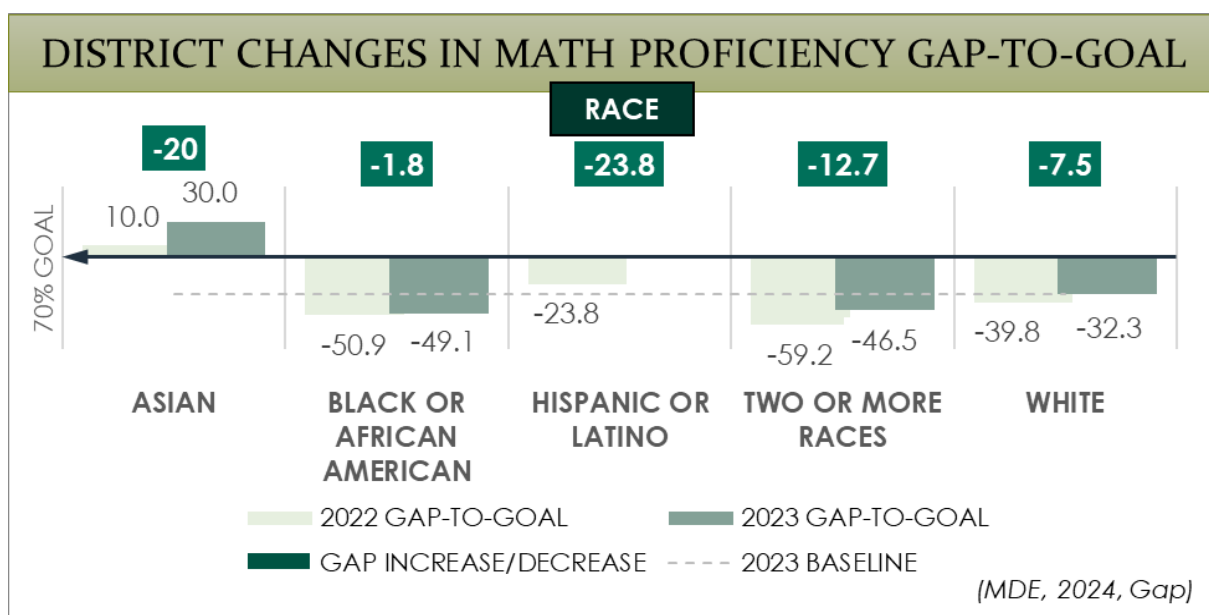 DISTRICT CHANGES IN MATH PROFICIENCY GAP-TO-GOAL
RACE
-20
-1.8
-23.8
-12.7
-7.5
70% GOAL
10.0
30.0
-50.9
-49.1
-23.8
-59.2
-46.5
-39.8
-32.3
ASIAN
BLACK OR
AFRICAN
AMERICAN
HISPANIC OR
LATINO
TWO OR MORE
RACES
WHITE
2022 GAP-TO-GOAL
2023 GAP-TO-GOAL
GAP INCREASE/DECREASE
2023 BASELINE
(MDE, 2024, Gap)